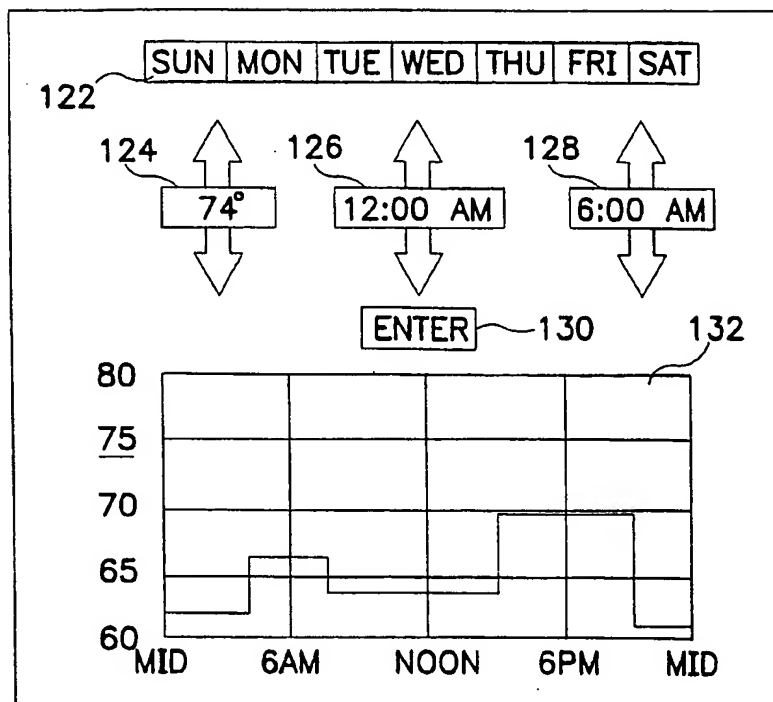 SUN MON TUE WED THU FRI SAT
122
124 126 128
74° 12:00 AM 6:00 AM
ENTER 130 132
80
75
70
65
60
MID 6AM NOON 6PM MID